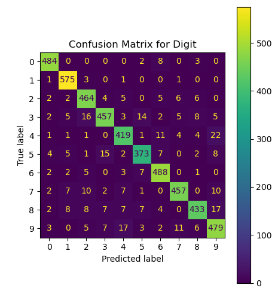 Confusion Matrix for Digit
0 484 0 0 0 0 2 8 0 3 0
1 1 575 3 0 1 0 0 1 0 0
2 2 2 464 4 5 0 5 6 6 0
3 2 5 16 457 3 14 2 5 8 5
4 1 1 1 0 419 1 11 4 4 22
5 4 5 1 15 2 373 7 0 2 8
6 2 2 5 0 3 7 488 0 1 0
7 2 7 10 2 7 1 0 457 0 10
8 2 8 8 7 7 7 4 0 433 17
9 3 0 5 7 17 3 2 11 6 479
0 1 2 3 4 5 6 7 8 9
Predicted label
True label
500
400
300
200
100
0